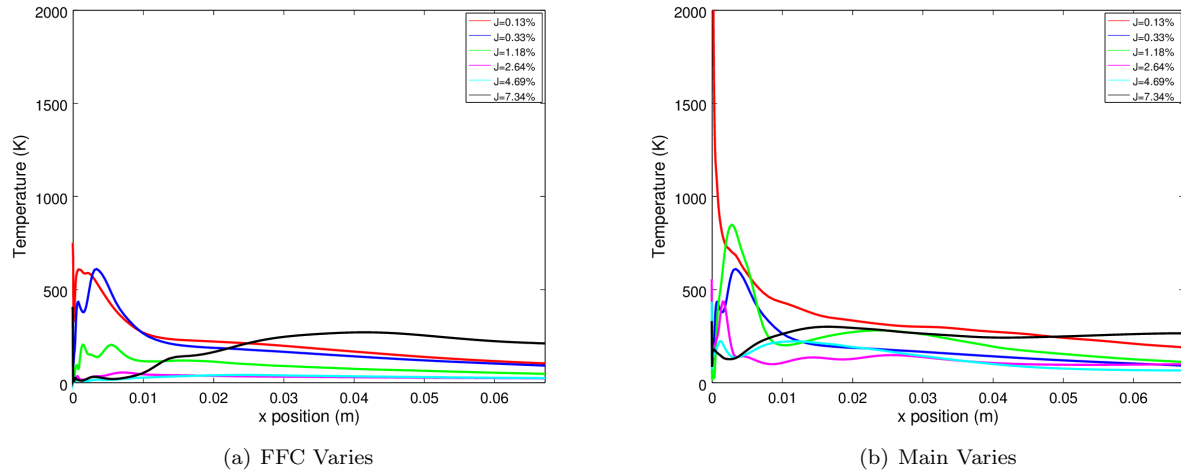 2000
1500
1000
500
0
Temperature (K)
0
0.01
0.02
0.03
0.04
0.05
0.06
x position (m)
J=0.13%
J=0.33%
J=1.18%
J=2.64%
J=4.69%
J=7.34%
(a) FFC Varies
2000
1500
1000
500
0
Temperature (K)
0
0.01
0.02
0.03
0.04
0.05
0.06
x position (m)
J=0.13%
J=0.33%
J=1.18%
J=2.64%
J=4.69%
J=7.34%
(b) Main Varies